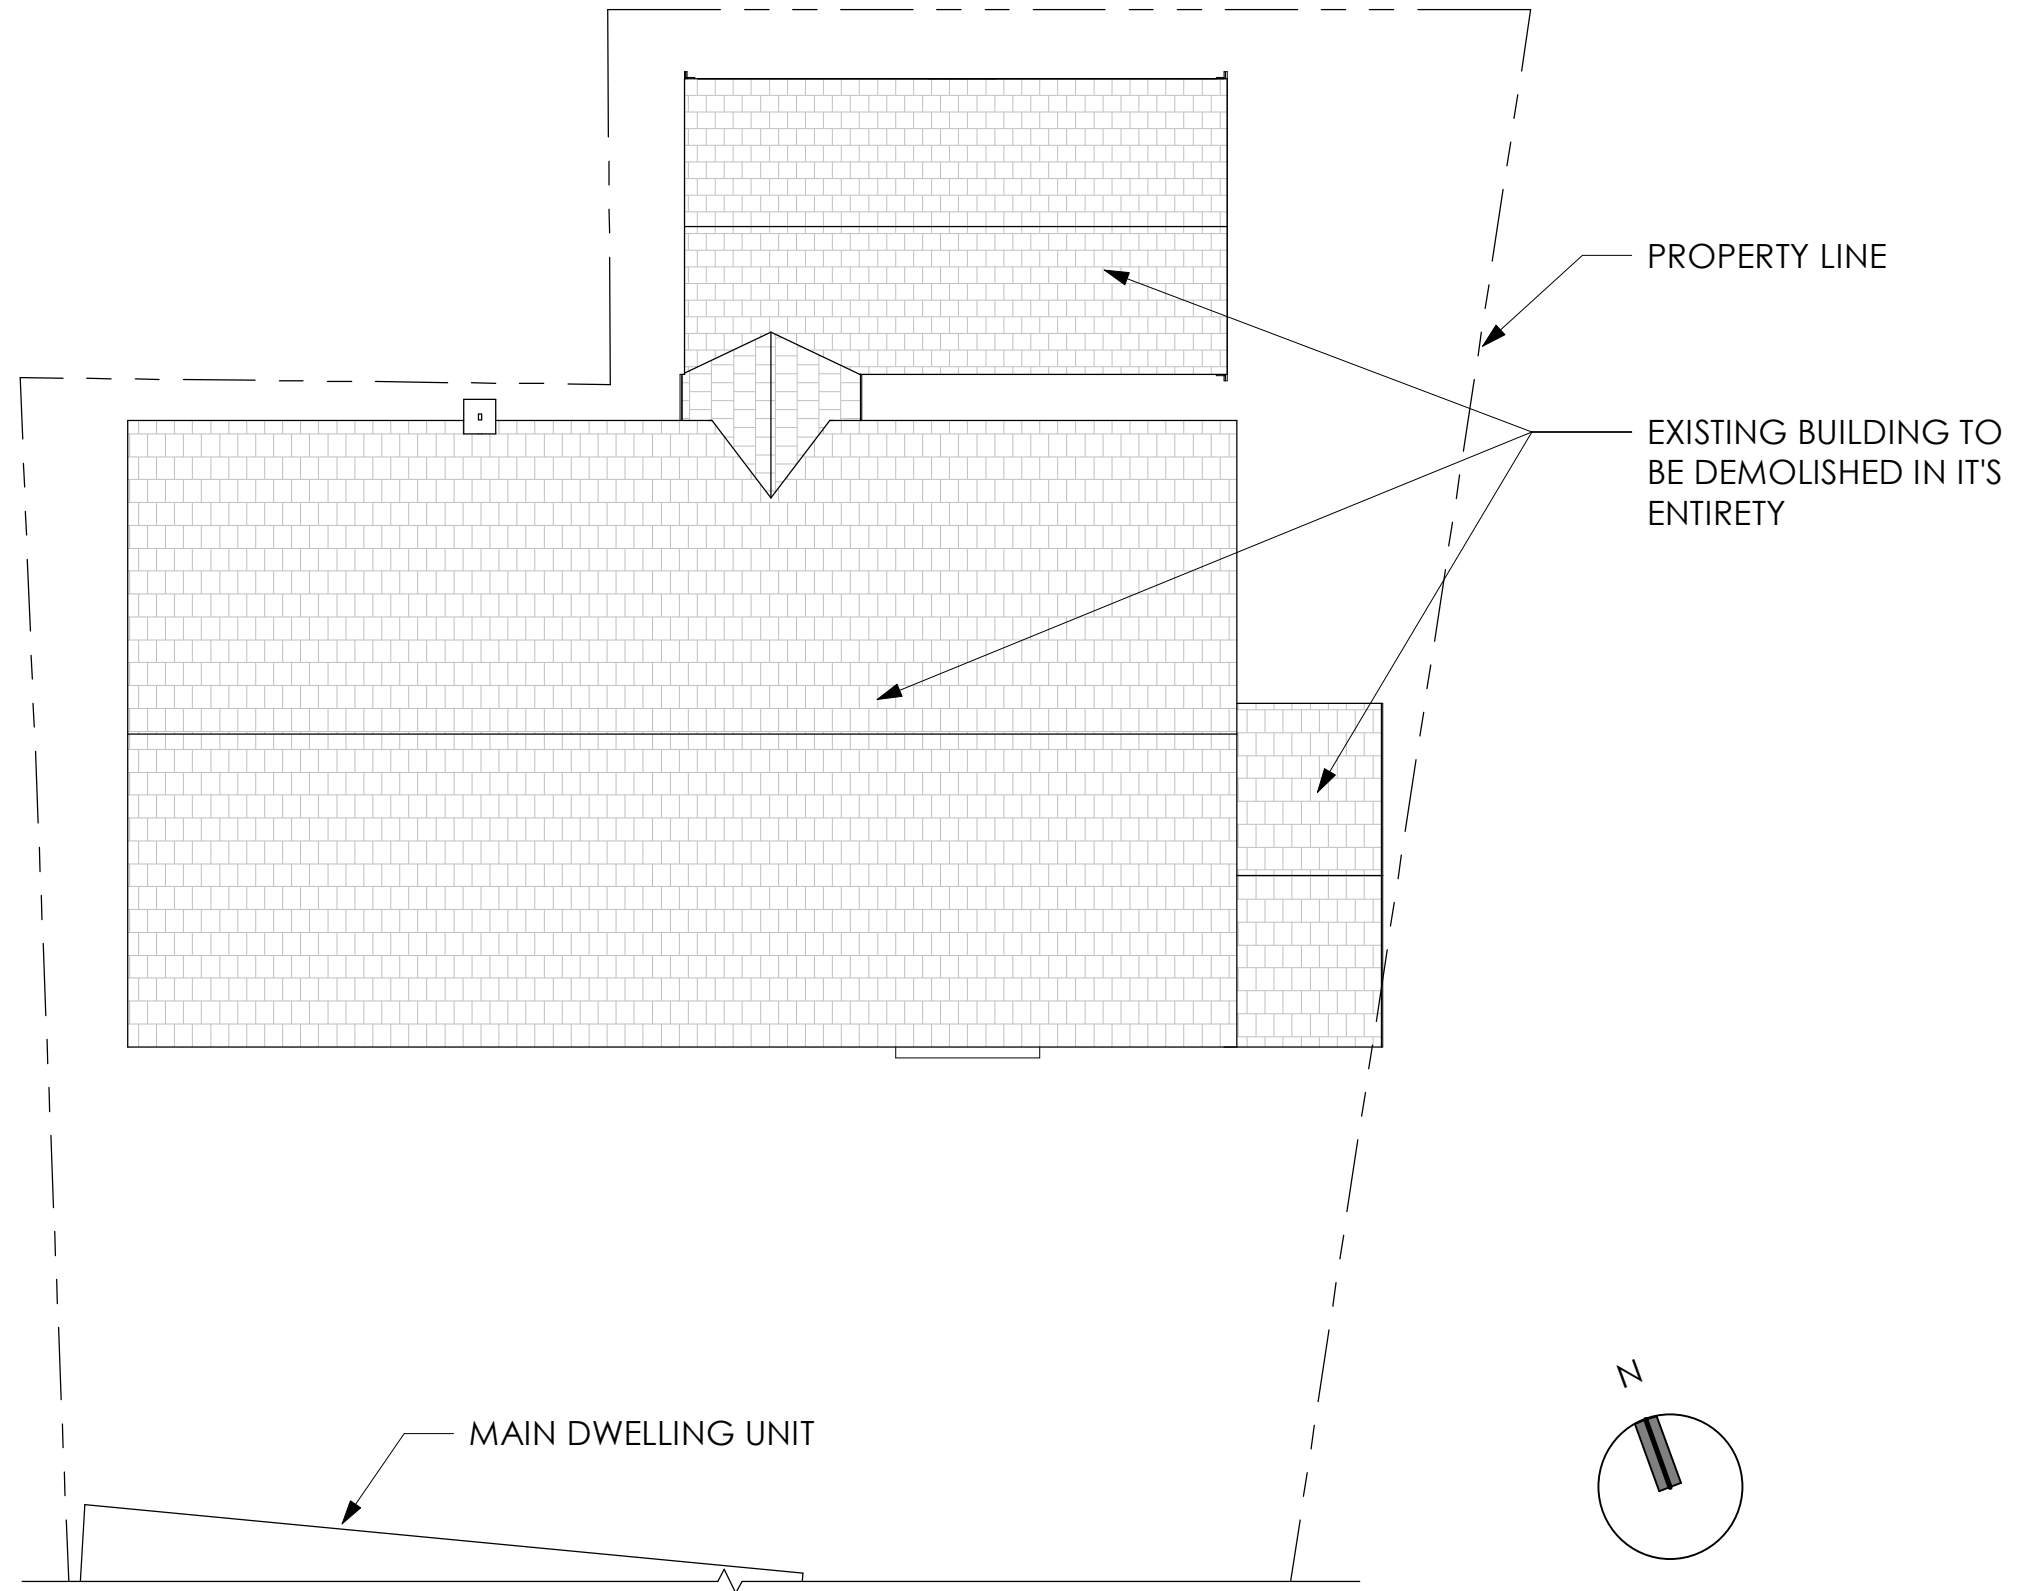 PROPERTY LINE
EXISTING BUILDING TO
BE DEMOLISHED IN IT'S
ENTIRETY
N
MAIN DWELLING UNIT